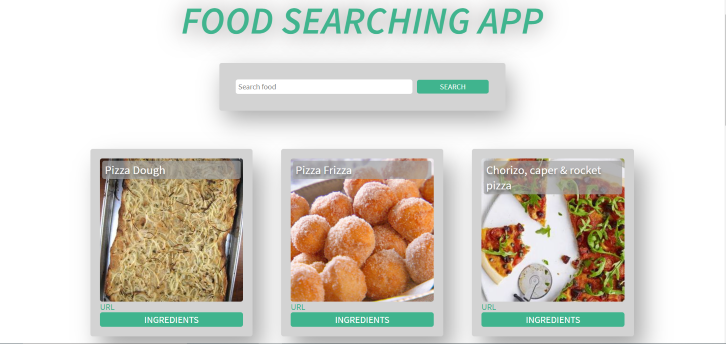 FOOD SEARCHING APP
Search food
SEARCH
Pizza Dough
Pizza Frizza
Chorizo, caper & rocket
pizza
URL
URL
URL
INGREDIENTS
INGREDIENTS
INGREDIENTS